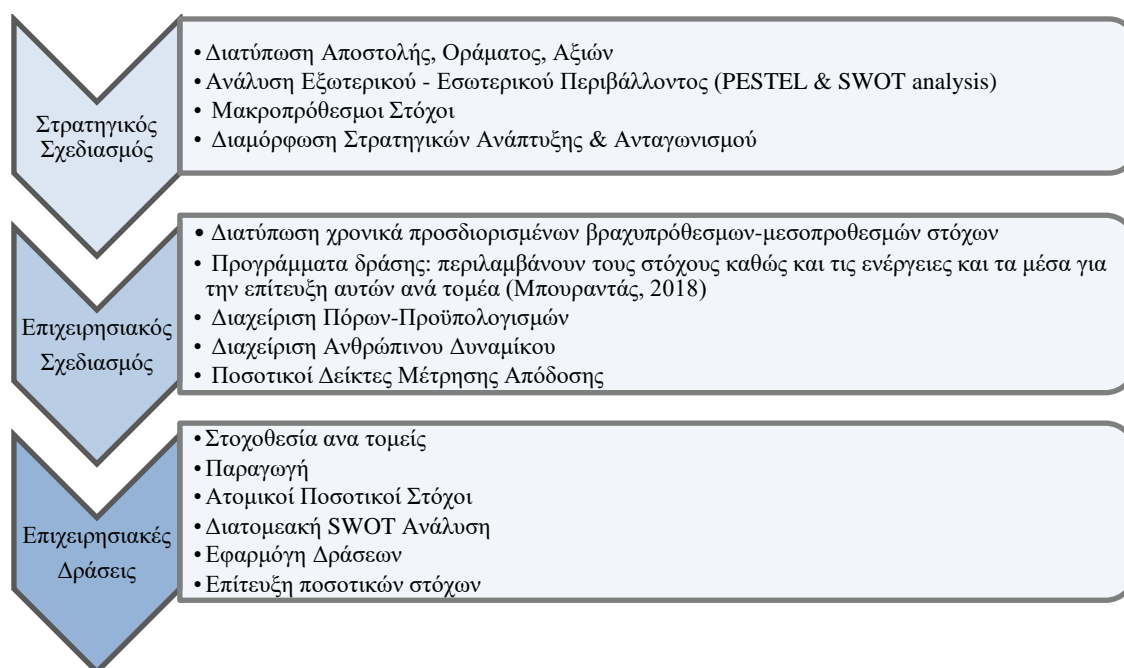 Στρατηγικός
Σχεδιασμός
• Διατύπωση Αποστολής, Οράματος, Αξιών
• Ανάλυση Εξωτερικού - Εσωτερικού Περιβάλλοντος (PESTEL & SWOT analysis)
• Μακροπρόθεσμοι Στόχοι
• Διαμόρφωση Στρατηγικών Ανάπτυξης & Ανταγωνισμού
Επιχειρησιακός
Σχεδιασμός
• Διατύπωση χρονικά προσδιορισμένων βραχυπρόθεσμων-μεσοπροθεσμών στόχων
• Προγράμματα δράσης: περιλαμβάνουν τους στόχους καθώς και τις ενέργειες και τα μέσα για
την επίτευξη αυτών ανά τομέα (Μπουραντάς, 2018)
• Διαχείριση Πόρων-Προϋπολογισμών
• Διαχείριση Ανθρώπινου Δυναμικού
• Ποσοτικοί Δείκτες Μέτρησης Απόδοσης
Επιχειρησιακές
Δράσεις
• Στοχοθεσία ανα τομείς
• Παραγωγή
• Ατομικοί Ποσοτικοί Στόχοι
• Διατομεακή SWOT Ανάλυση
• Εφαρμόγη Δράσεων
• Επίτευξη ποσοτικών στόχων